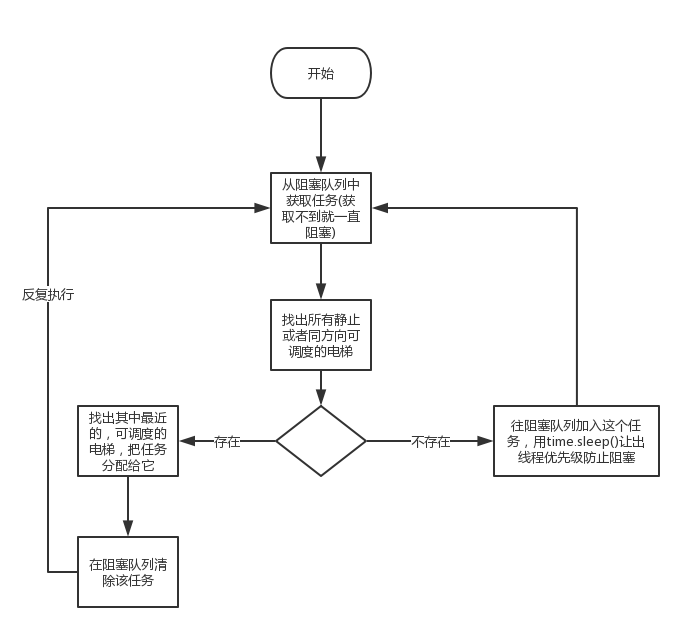 开始
从阻塞队列中
获取任务(获
取不到就一直
阻塞)
反复执行
找出所有静止
或者同方向可
调度的电梯
找出其中最近
的，可调度的
电梯，把任务
分配给它
存在
不存在
往阻塞队列加入这个任
务，用time.sleep()让出
线程优先级防止阻塞
在阻塞队列清
除该任务